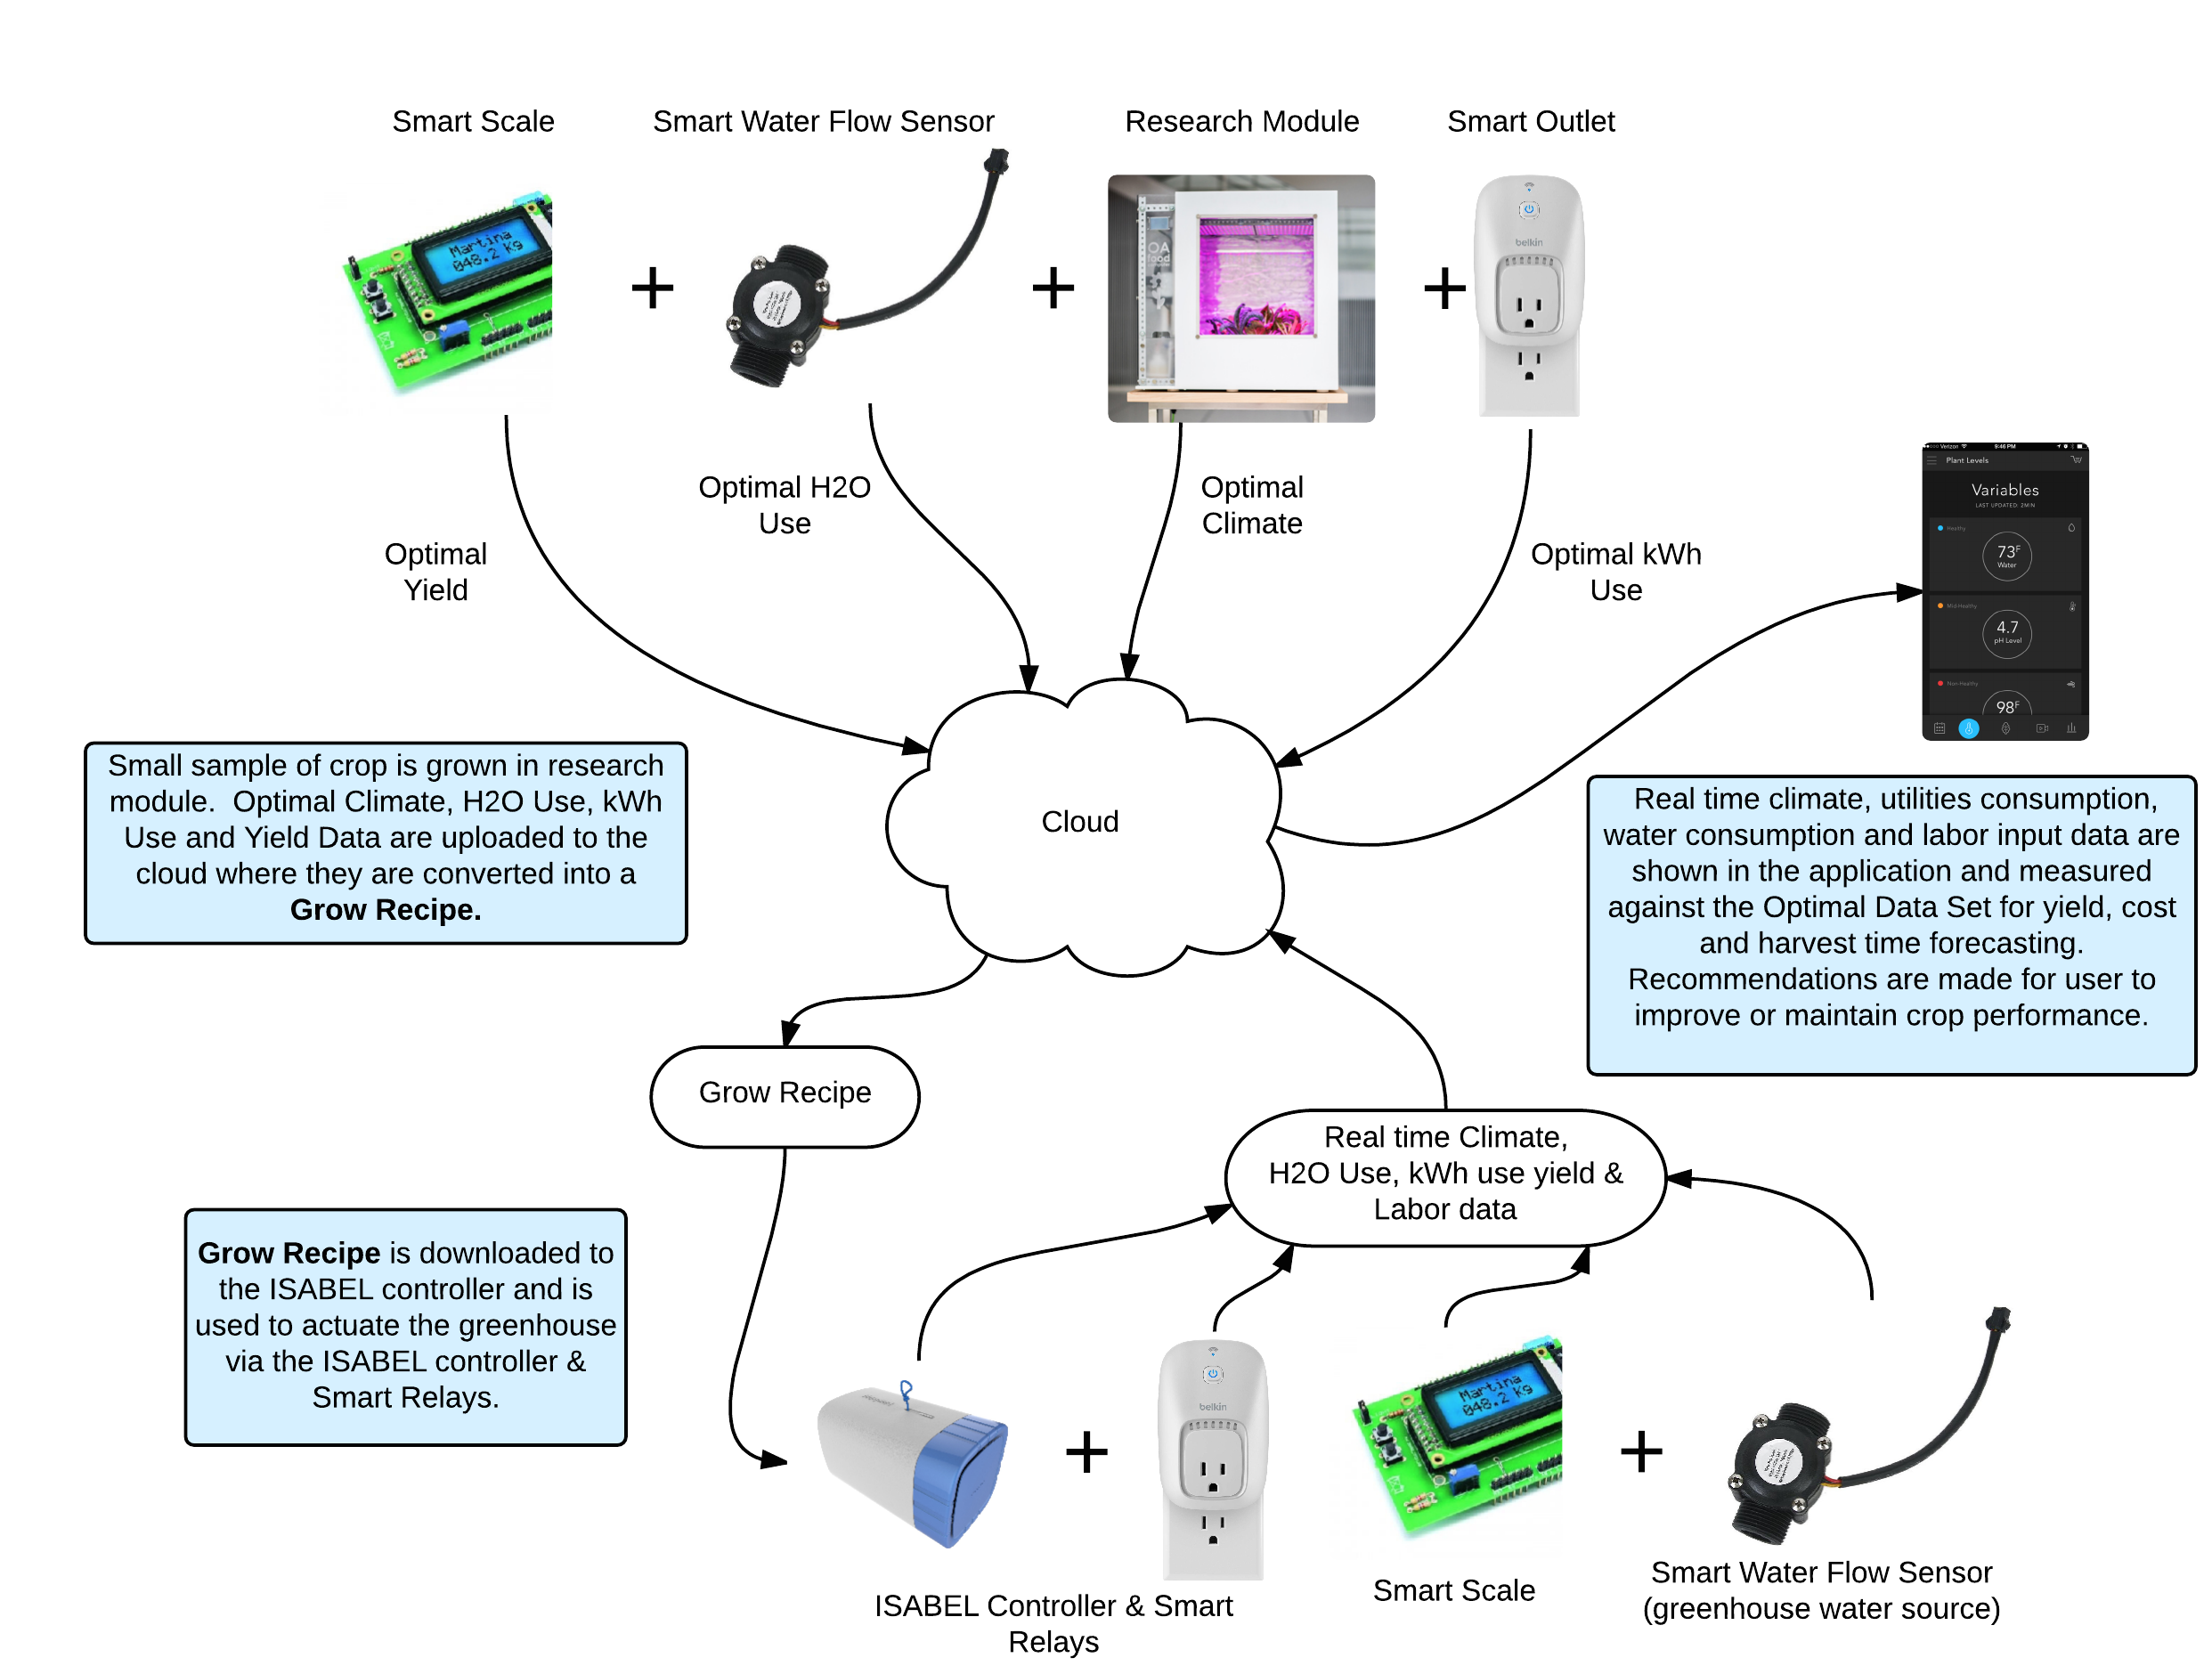 Smart Scale
Smart Water Flow Sensor
Research Module
Smart Outlet
Martina
048.2 Kg
OA
food
belkin
Optimal H2O
Use
Optimal
Climate
Optimal
Yield
Optimal kWh
Use
Verizon
9:46 PM
Plant Levels
Variables
LAST UPDATED: 2MIN
Healthy
73F
Water
Mid-Healthy
4.7
pH Level
Non-Healthy
98F
Small sample of crop is grown in research
module. Optimal Climate, H2O Use, kWh
Use and Yield Data are uploaded to the
cloud where they are converted into a
Grow Recipe.
Cloud
Real time climate, utilities consumption,
water consumption and labor input data are
shown in the application and measured
against the Optimal Data Set for yield, cost
and harvest time forecasting.
Recommendations are made for user to
improve or maintain crop performance.
Grow Recipe
Real time Climate,
H2O Use, kWh use yield &
Labor data
Grow Recipe is downloaded to
the ISABEL controller and is
used to actuate the greenhouse
via the ISABEL controller &
Smart Relays.
belkin
Martina
048.2 Kg
ISABEL Controller & Smart
Relays
Smart Scale
Smart Water Flow Sensor
(greenhouse water source)